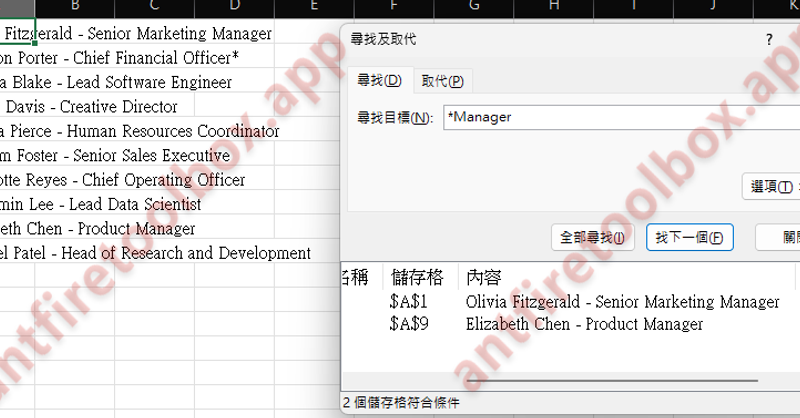 B C D E F G H I J K
Fitzgerald - Senior Marketing Manager
on Porter - Chief Financial Officer*
a Blake - Lead Software Engineer
Davis - Creative Director
a Pierce - Human Resources Coordinator
m Foster - Senior Sales Executive
otte Reyes - Chief Operating Officer
min Lee - Lead Data Scientist
beth Chen - Product Manager
el Patel - Head of Research and Development
尋找及取代 ?
尋找(D) 取代(P)
尋找目標(N): *Manager
選項(T)
全部尋找(I) 找下一個(F) 關閉
名稱 儲存格 內容
$A$1 Olivia Fitzgerald - Senior Marketing Manager
$A$9 Elizabeth Chen - Product Manager
2 個儲存格符合條件
antfiretoolbox.app
antfiretoolbox.app